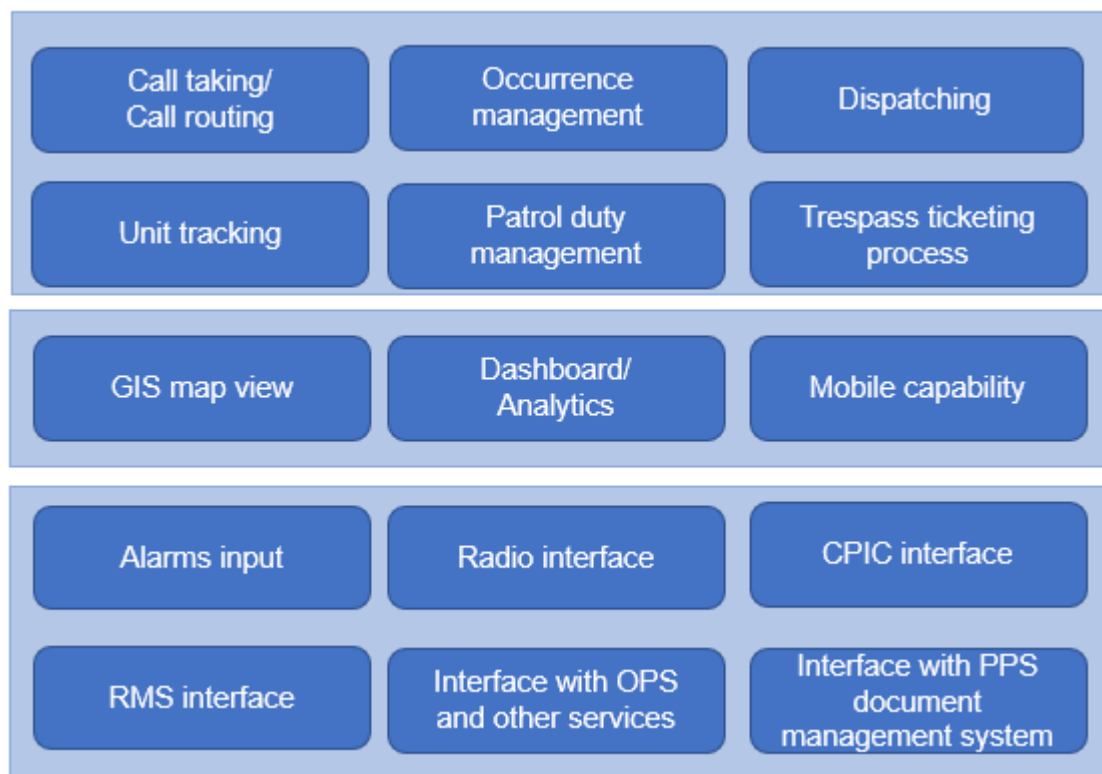 Call taking/
Call routing
Occurrence
management
Dispatching
Unit tracking
Patrol duty
management
Trespass ticketing
process
GIS map view
Dashboard/
Analytics
Mobile capability
Alarms input
Radio interface
CPIC interface
RMS interface
Interface with OPS
and other services
Interface with PPS
document
management system